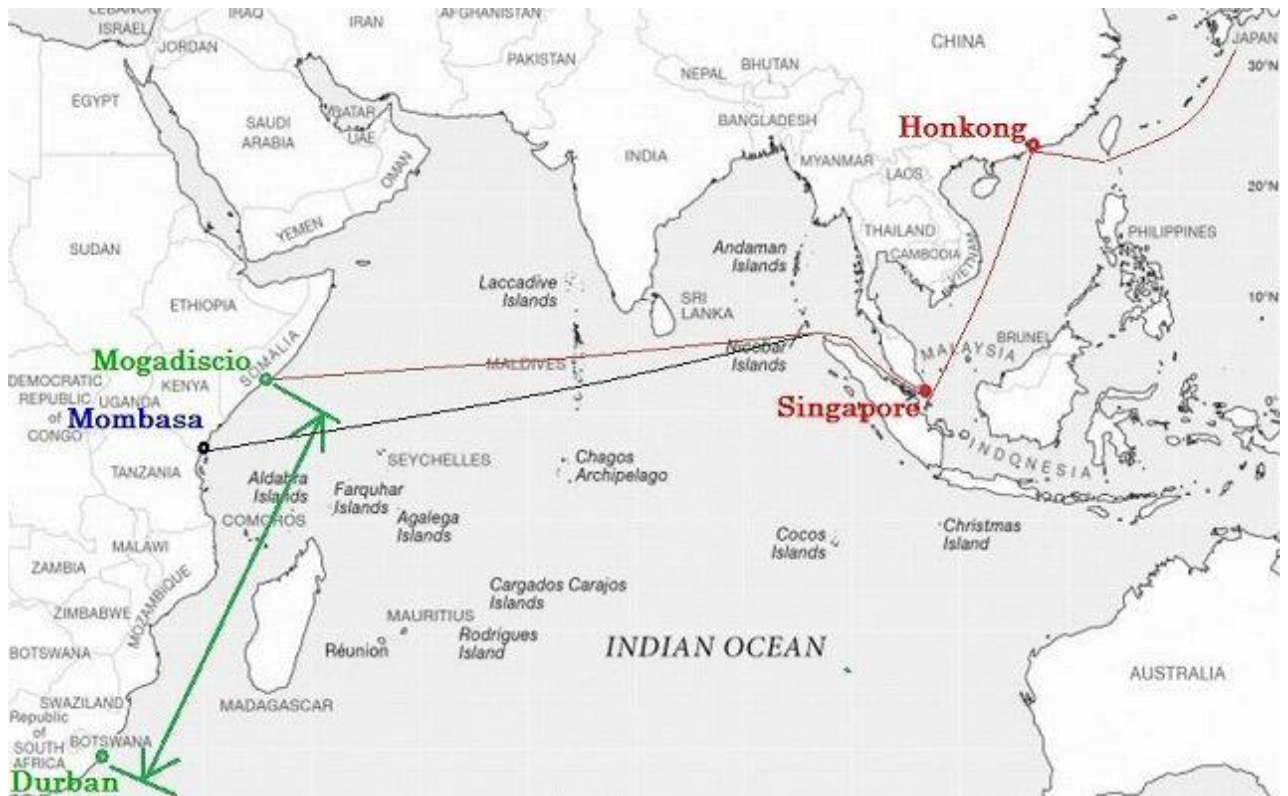 LEBANON
ISRAEL
IRAQ
IRAN
AFGHANISTAN
JORDAN
PAKISTAN
CHINA
JAPAN
30°N
NEPAL
BHUTAN
EGYPT
SAUDI
ARABIA
QATAR
UAE
OMAN
BANGLADESH
INDIA
MYANMAR
LAOS
Honkong
20°N
YEMEN
SUDAN
THAILAND
CAMBODIA
VIETNAM
PHILIPPINES
Andaman
Islands
Laccadive
Islands
SRI
LANKA
ETHIOPIA
10°N
SOMALIA
Mogadiscio
MALDIVES
Nicobar
Islands
MALAYSIA
BRUNEI
DEMOCRATIC
REPUBLIC
of
CONGO
KENYA
UGANDA
Mombasa
Singapore
INDONESIA
TANZANIA
Aldabra
Islands
SEYCHELLES
Chagos
Archipelago
Farquhar
Islands
COMOROS
Agalega
Islands
Cocos
Islands
Christmas
Island
MALAWI
ZAMBIA
ZIMBABWE
MOZAMBIQUE
Cargados Carajos
Islands
MAURITIUS
Rodrigues
Island
Réunion
INDIAN OCEAN
BOTSWANA
MADAGASCAR
AUSTRALIA
SWAZILAND
Republic
of
SOUTH
AFRICA
BOTSWANA
Durban